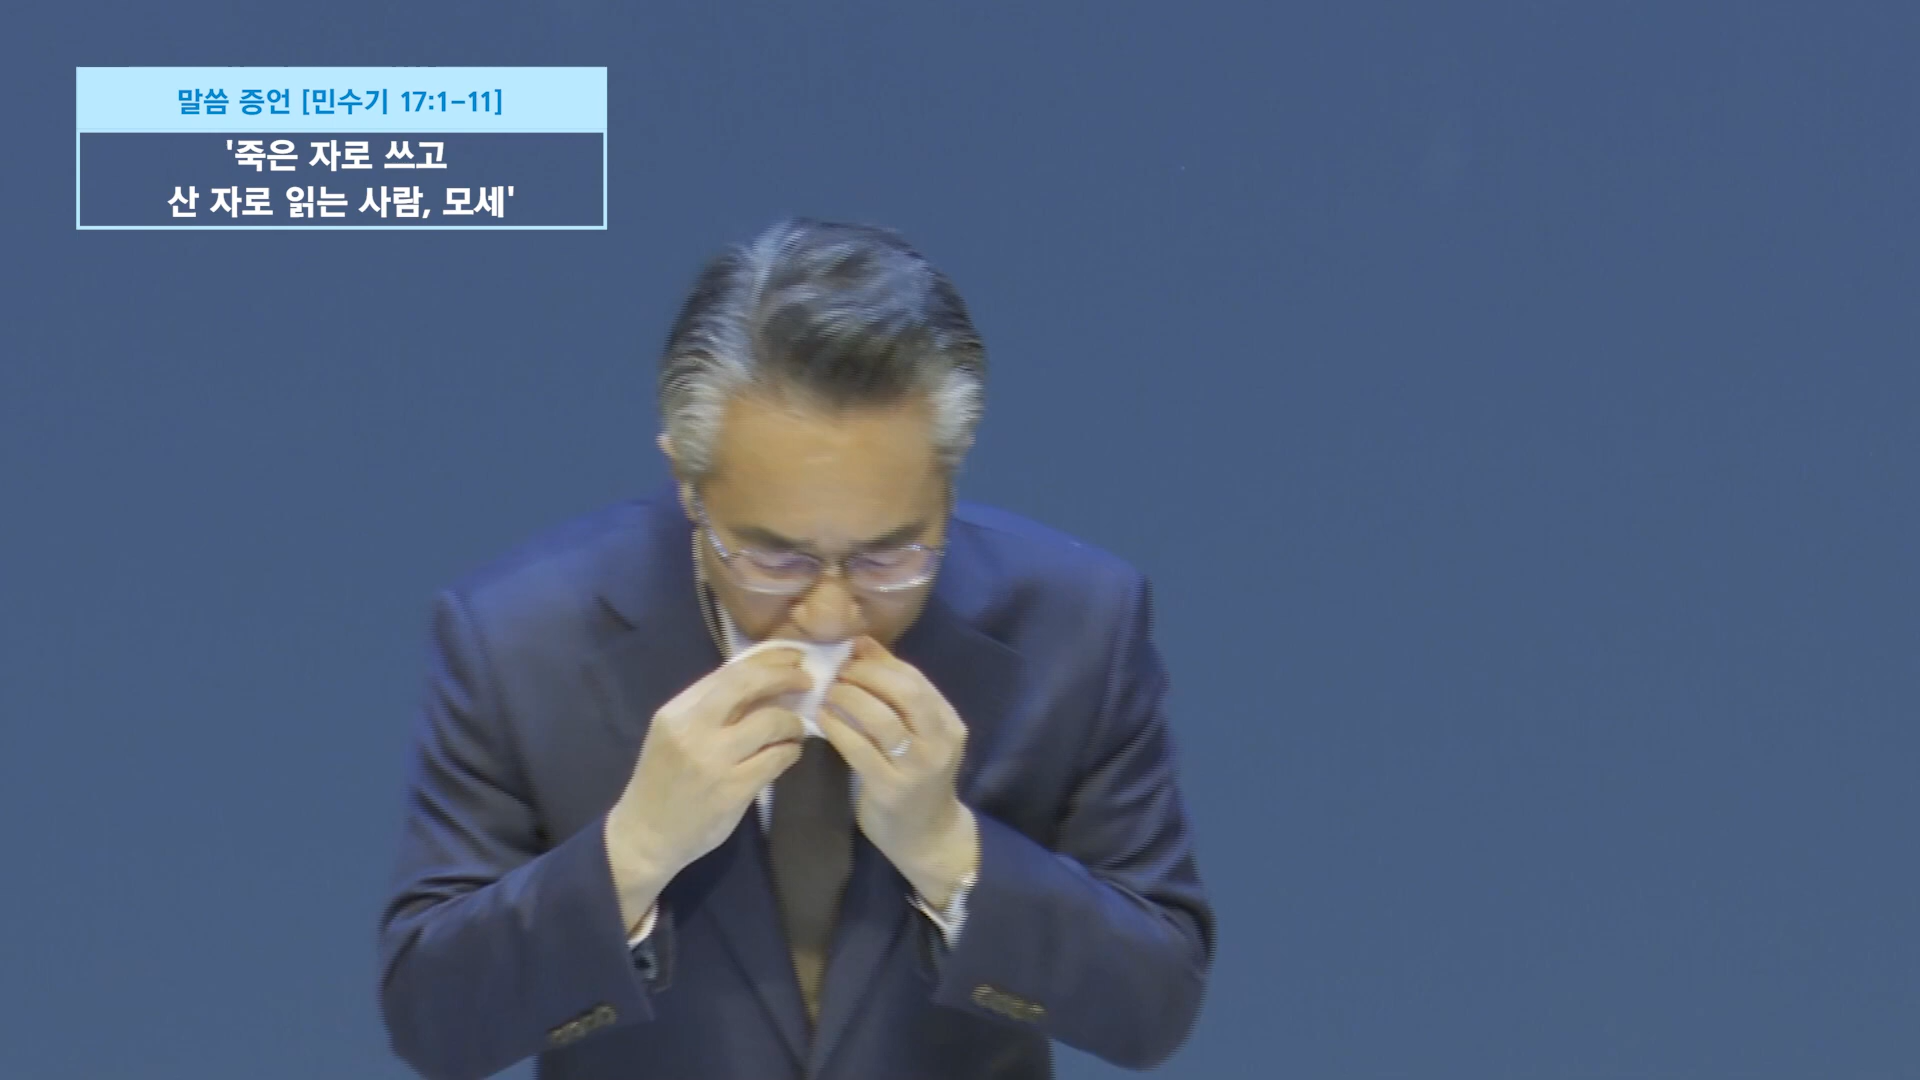 말씀 증언 [민수기 17:1-11]
'죽은 자로 쓰고
산 자로 읽는 사람, 모세'